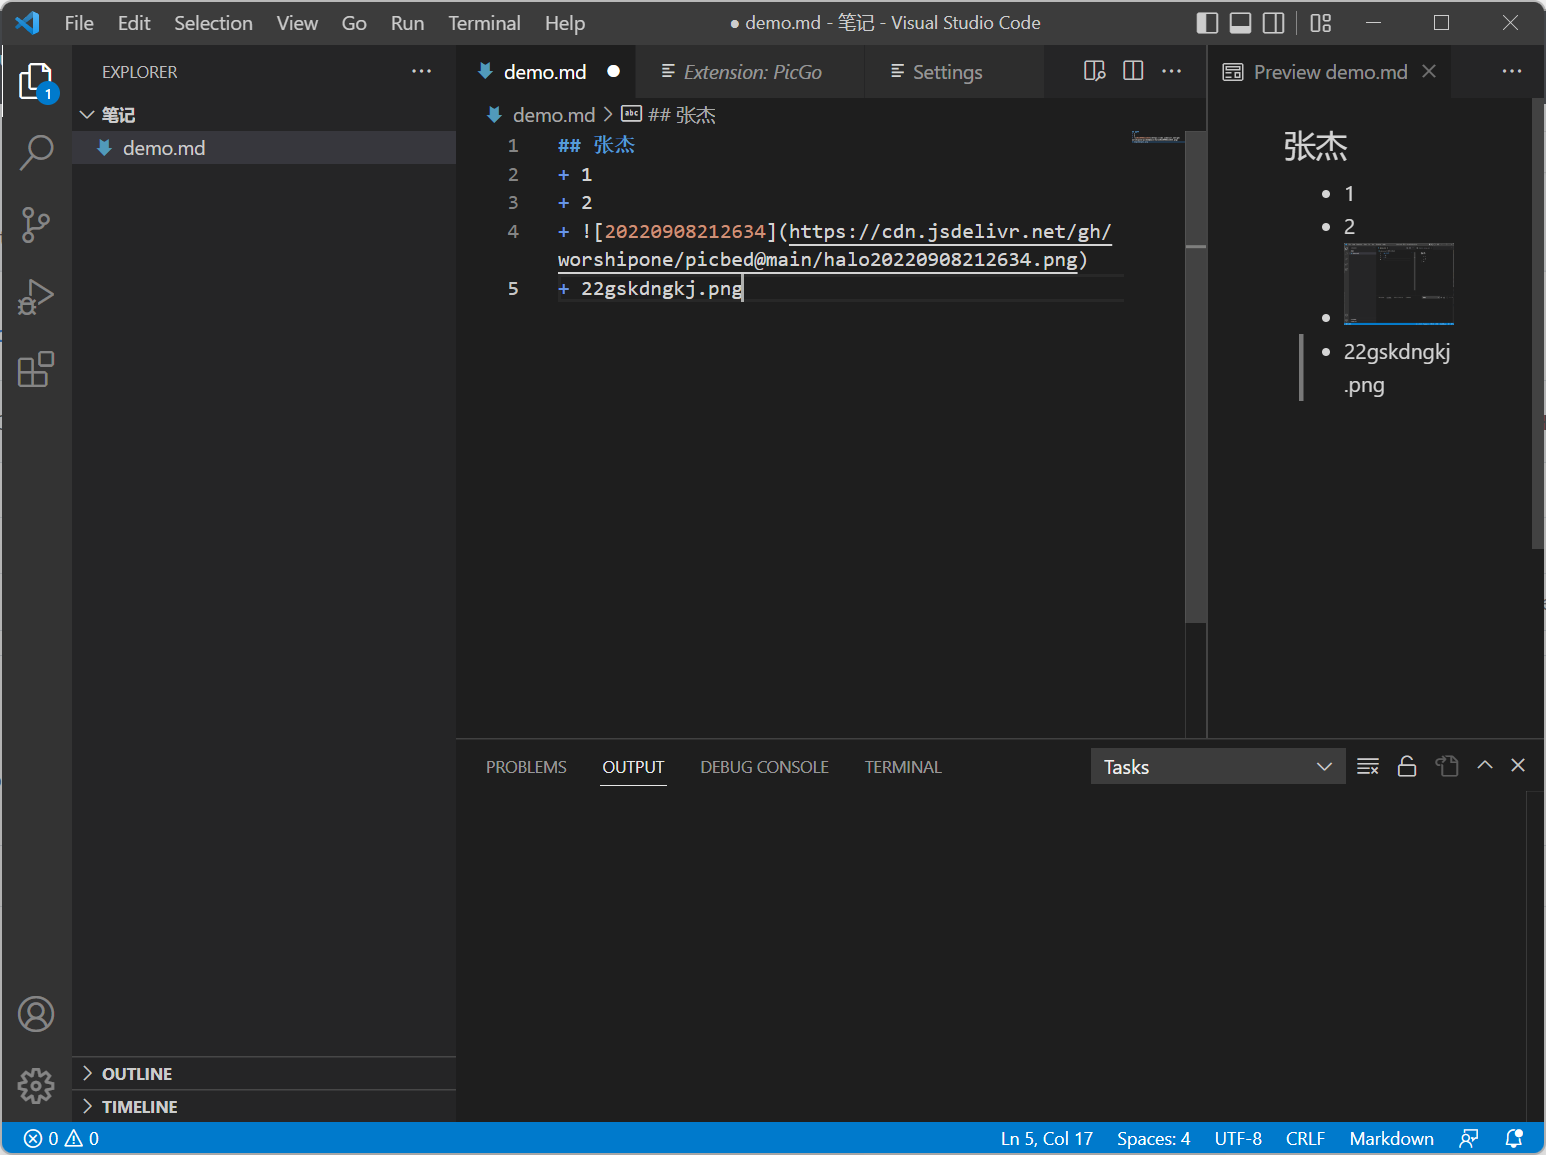 File Edit Selection View Go Run Terminal Help
● demo.md - 笔记 - Visual Studio Code
1
EXPLORER
笔记
demo.md
OUTLINE
TIMELINE
demo.md
Extension: PicGo
Settings
demo.md > ## 张杰
1 ## 张杰
2 + 1
3 + 2
4 + ![20220908212634](https://cdn.jsdelivr.net/gh/
worshipone/picbed@main/halo20220908212634.png)
5 + 22gskdngkj.png
Preview demo.md
张杰
• 1
• 2
•
• 22gskdngkj
.png
PROBLEMS OUTPUT DEBUG CONSOLE TERMINAL
Tasks
0 0
Ln 5, Col 17 Spaces: 4 UTF-8 CRLF Markdown